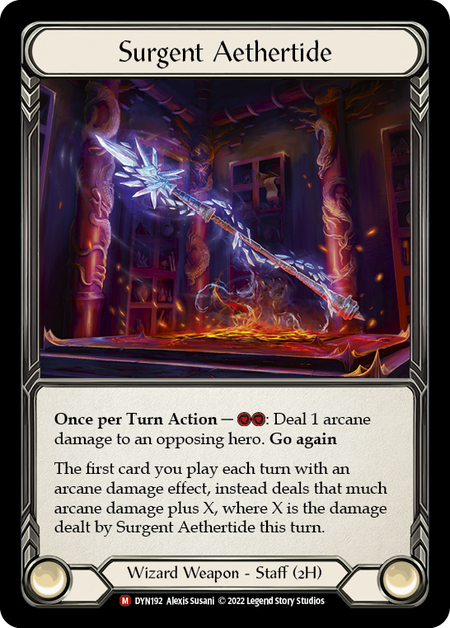 Surgent Aethertide
Once per Turn Action — : Deal 1 arcane
damage to an opposing hero. Go again
The first card you play each turn with an
arcane damage effect, instead deals that much
arcane damage plus X, where X is the damage
dealt by Surgent Aethertide this turn.
Wizard Weapon - Staff (2H)
M DYN192 Alexis Susani © 2022 Legend Story Studios